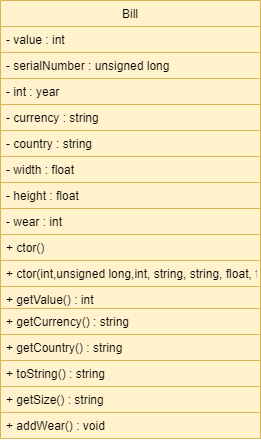 Bill
- value : int
- serialNumber : unsigned long
- int : year
- currency : string
- country : string
- width : float
- height : float
- wear : int
+ ctor()
+ ctor(int,unsigned long,int, string, string, float,
+ getValue() : int
+ getCurrency() : string
+ getCountry() : string
+ toString() : string
+ getSize() : string
+ addWear() : void